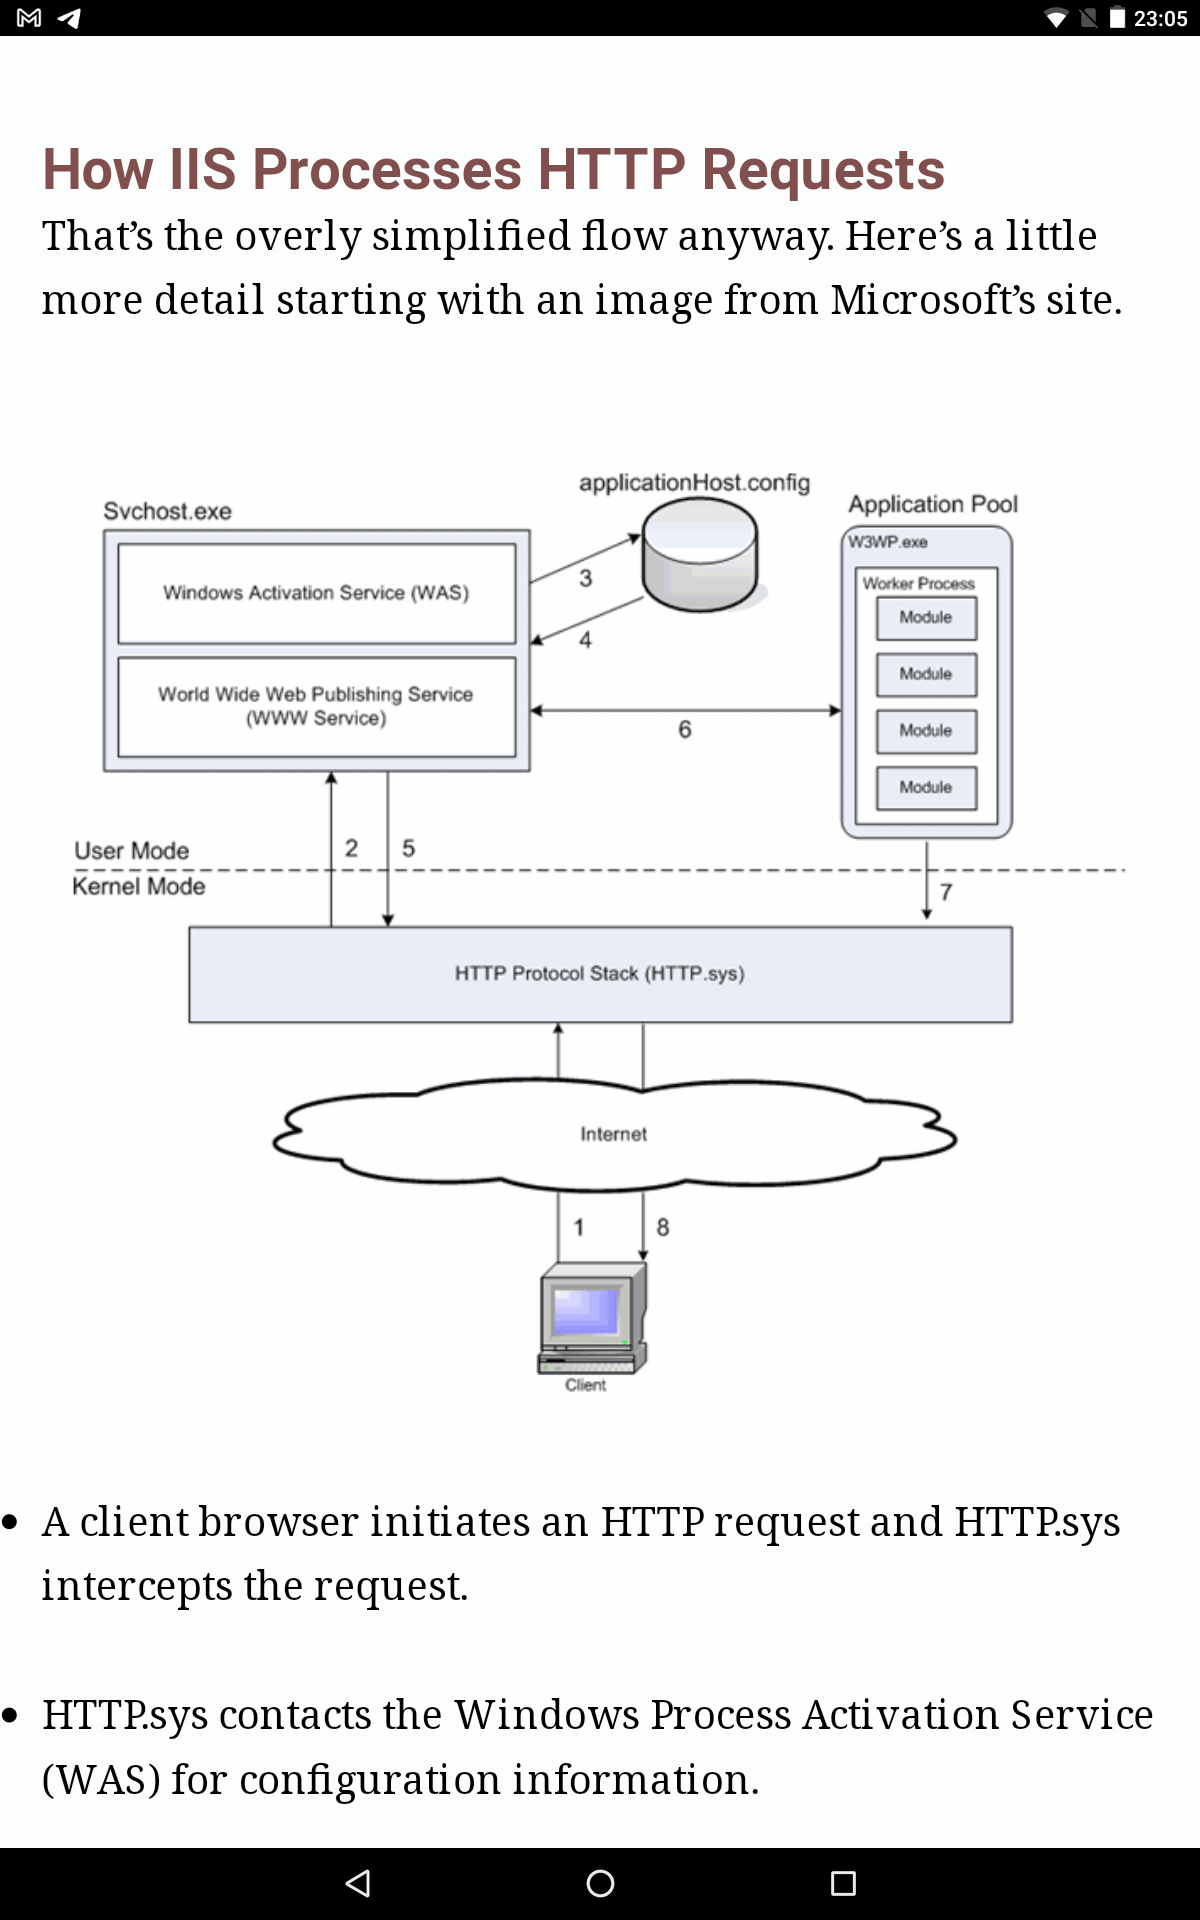 23:05
How IIS Processes HTTP Requests
That’s the overly simplified flow anyway. Here’s a little
more detail starting with an image from Microsoft’s site.
applicationHost.config
Svchost.exe
Application Pool
W3WP.exe
Worker Process
Windows Activation Service (WAS)
3
Module
4
World Wide Web Publishing Service
(WWW Service)
Module
6
Module
Module
User Mode
2
5
Kernel Mode
7
HTTP Protocol Stack (HTTP.sys)
Internet
1
8
Client
• A client browser initiates an HTTP request and HTTP.sys
intercepts the request.
• HTTP.sys contacts the Windows Process Activation Service
(WAS) for configuration information.